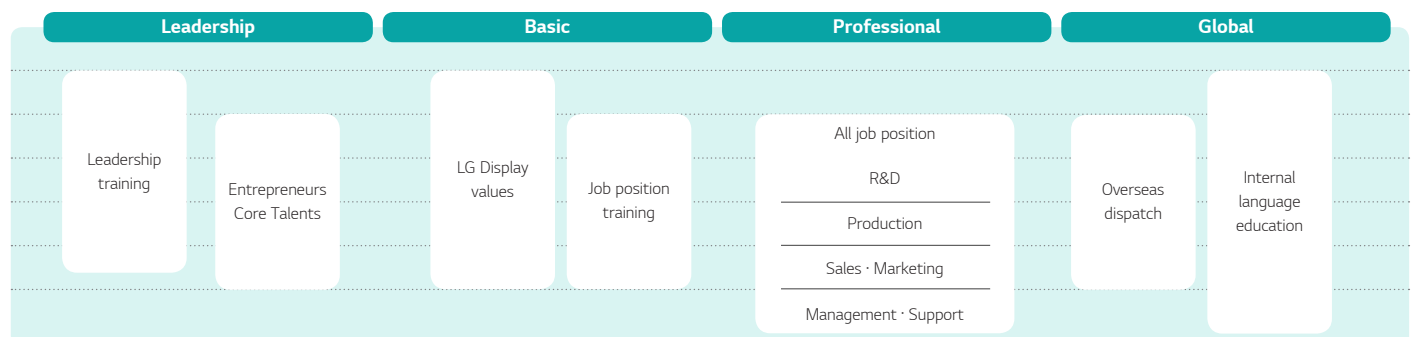 Leadership
Basic
Professional
Global
Leadership
training
Entrepreneurs
Core Talents
LG Display
values
Job position
training
All job position
R&D
Production
Sales · Marketing
Management · Support
Overseas
dispatch
Internal
language
education